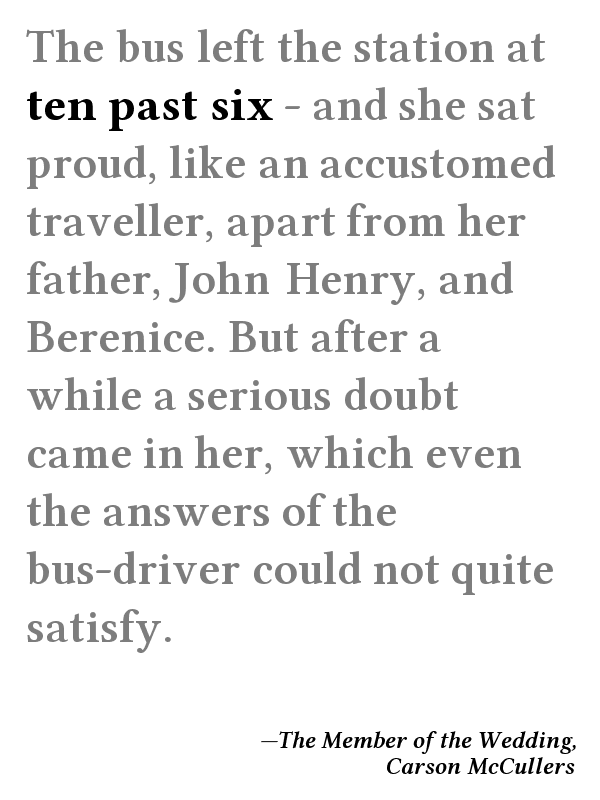 The bus left the station at
ten past six - and she sat
proud, like an accustomed
traveller, apart from her
father, John Henry, and
Berenice. But after a
while a serious doubt
came in her, which even
the answers of the
bus-driver could not quite
satisfy.
—The Member of the Wedding,
Carson McCullers